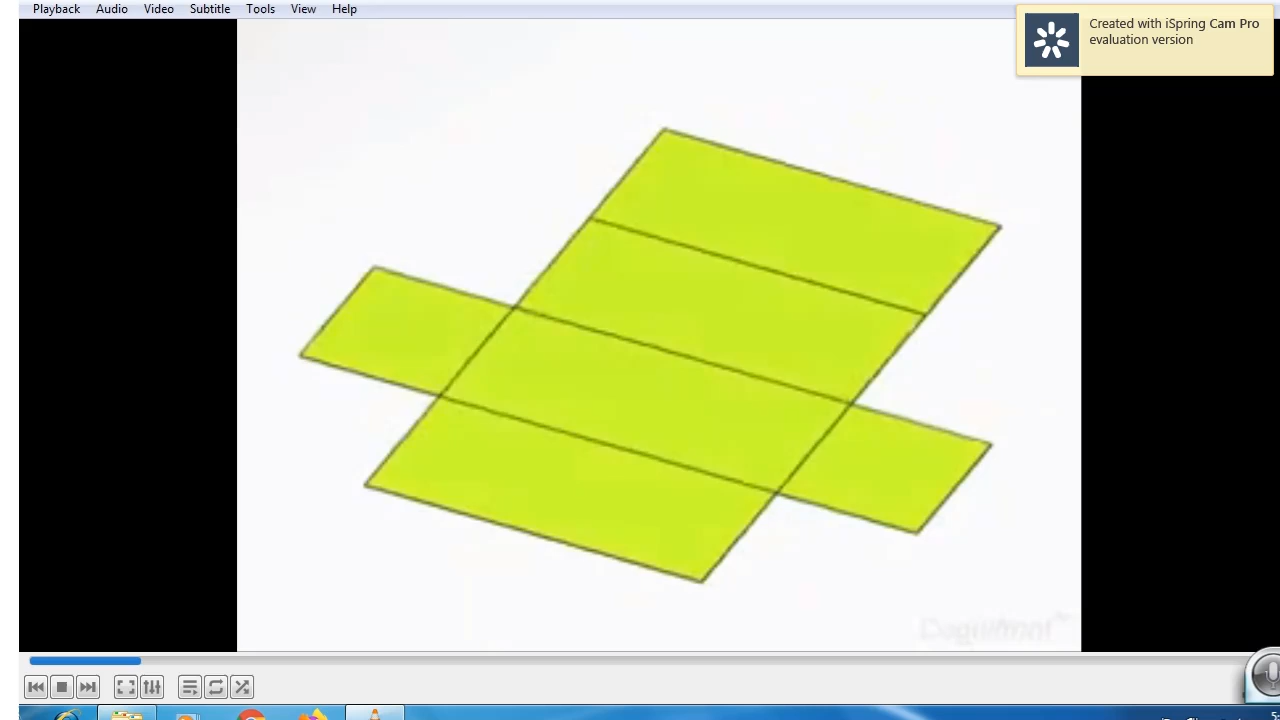 Playback Audio Video Subtitle Tools View Help
Created with iSpring Cam Pro
evaluation version